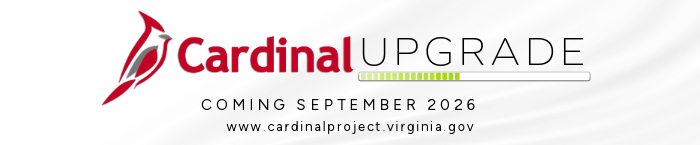 Cardinal UPGRADE
COMING SEPTEMBER 2026
www.cardinalproject.virginia.gov